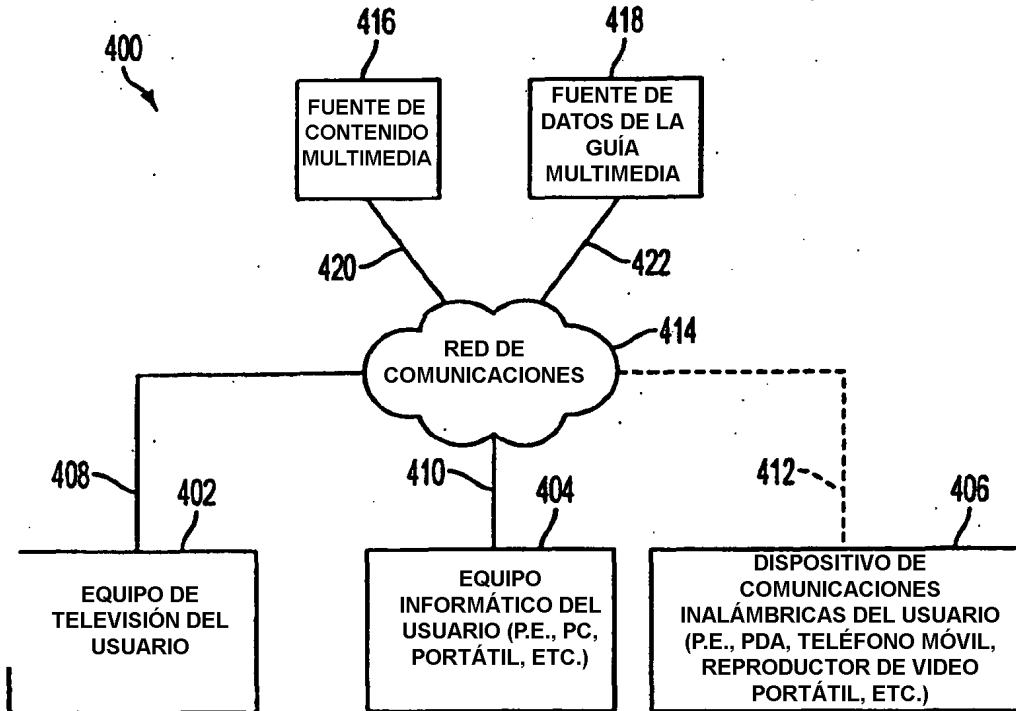 400
416
418
FUENTE DE
CONTENIDO
MULTIMEDIA
FUENTE DE
DATOS DE LA
GUÍA
MULTIMEDIA
420
422
RED DE
COMUNICACIONES
414
408
402
410
404
412
406
EQUIPO DE
TELEVISIÓN DEL
USUARIO
EQUIPO
INFORMÁTICO DEL
USUARIO (P.E., PC,
PORTÁTIL, ETC.)
DISPOSITIVO DE
COMUNICACIONES
INALÁMBRICAS DEL USUARIO
(P.E., PDA, TELÉFONO MÓVIL,
REPRODUCTOR DE VIDEO
PORTÁTIL, ETC.)